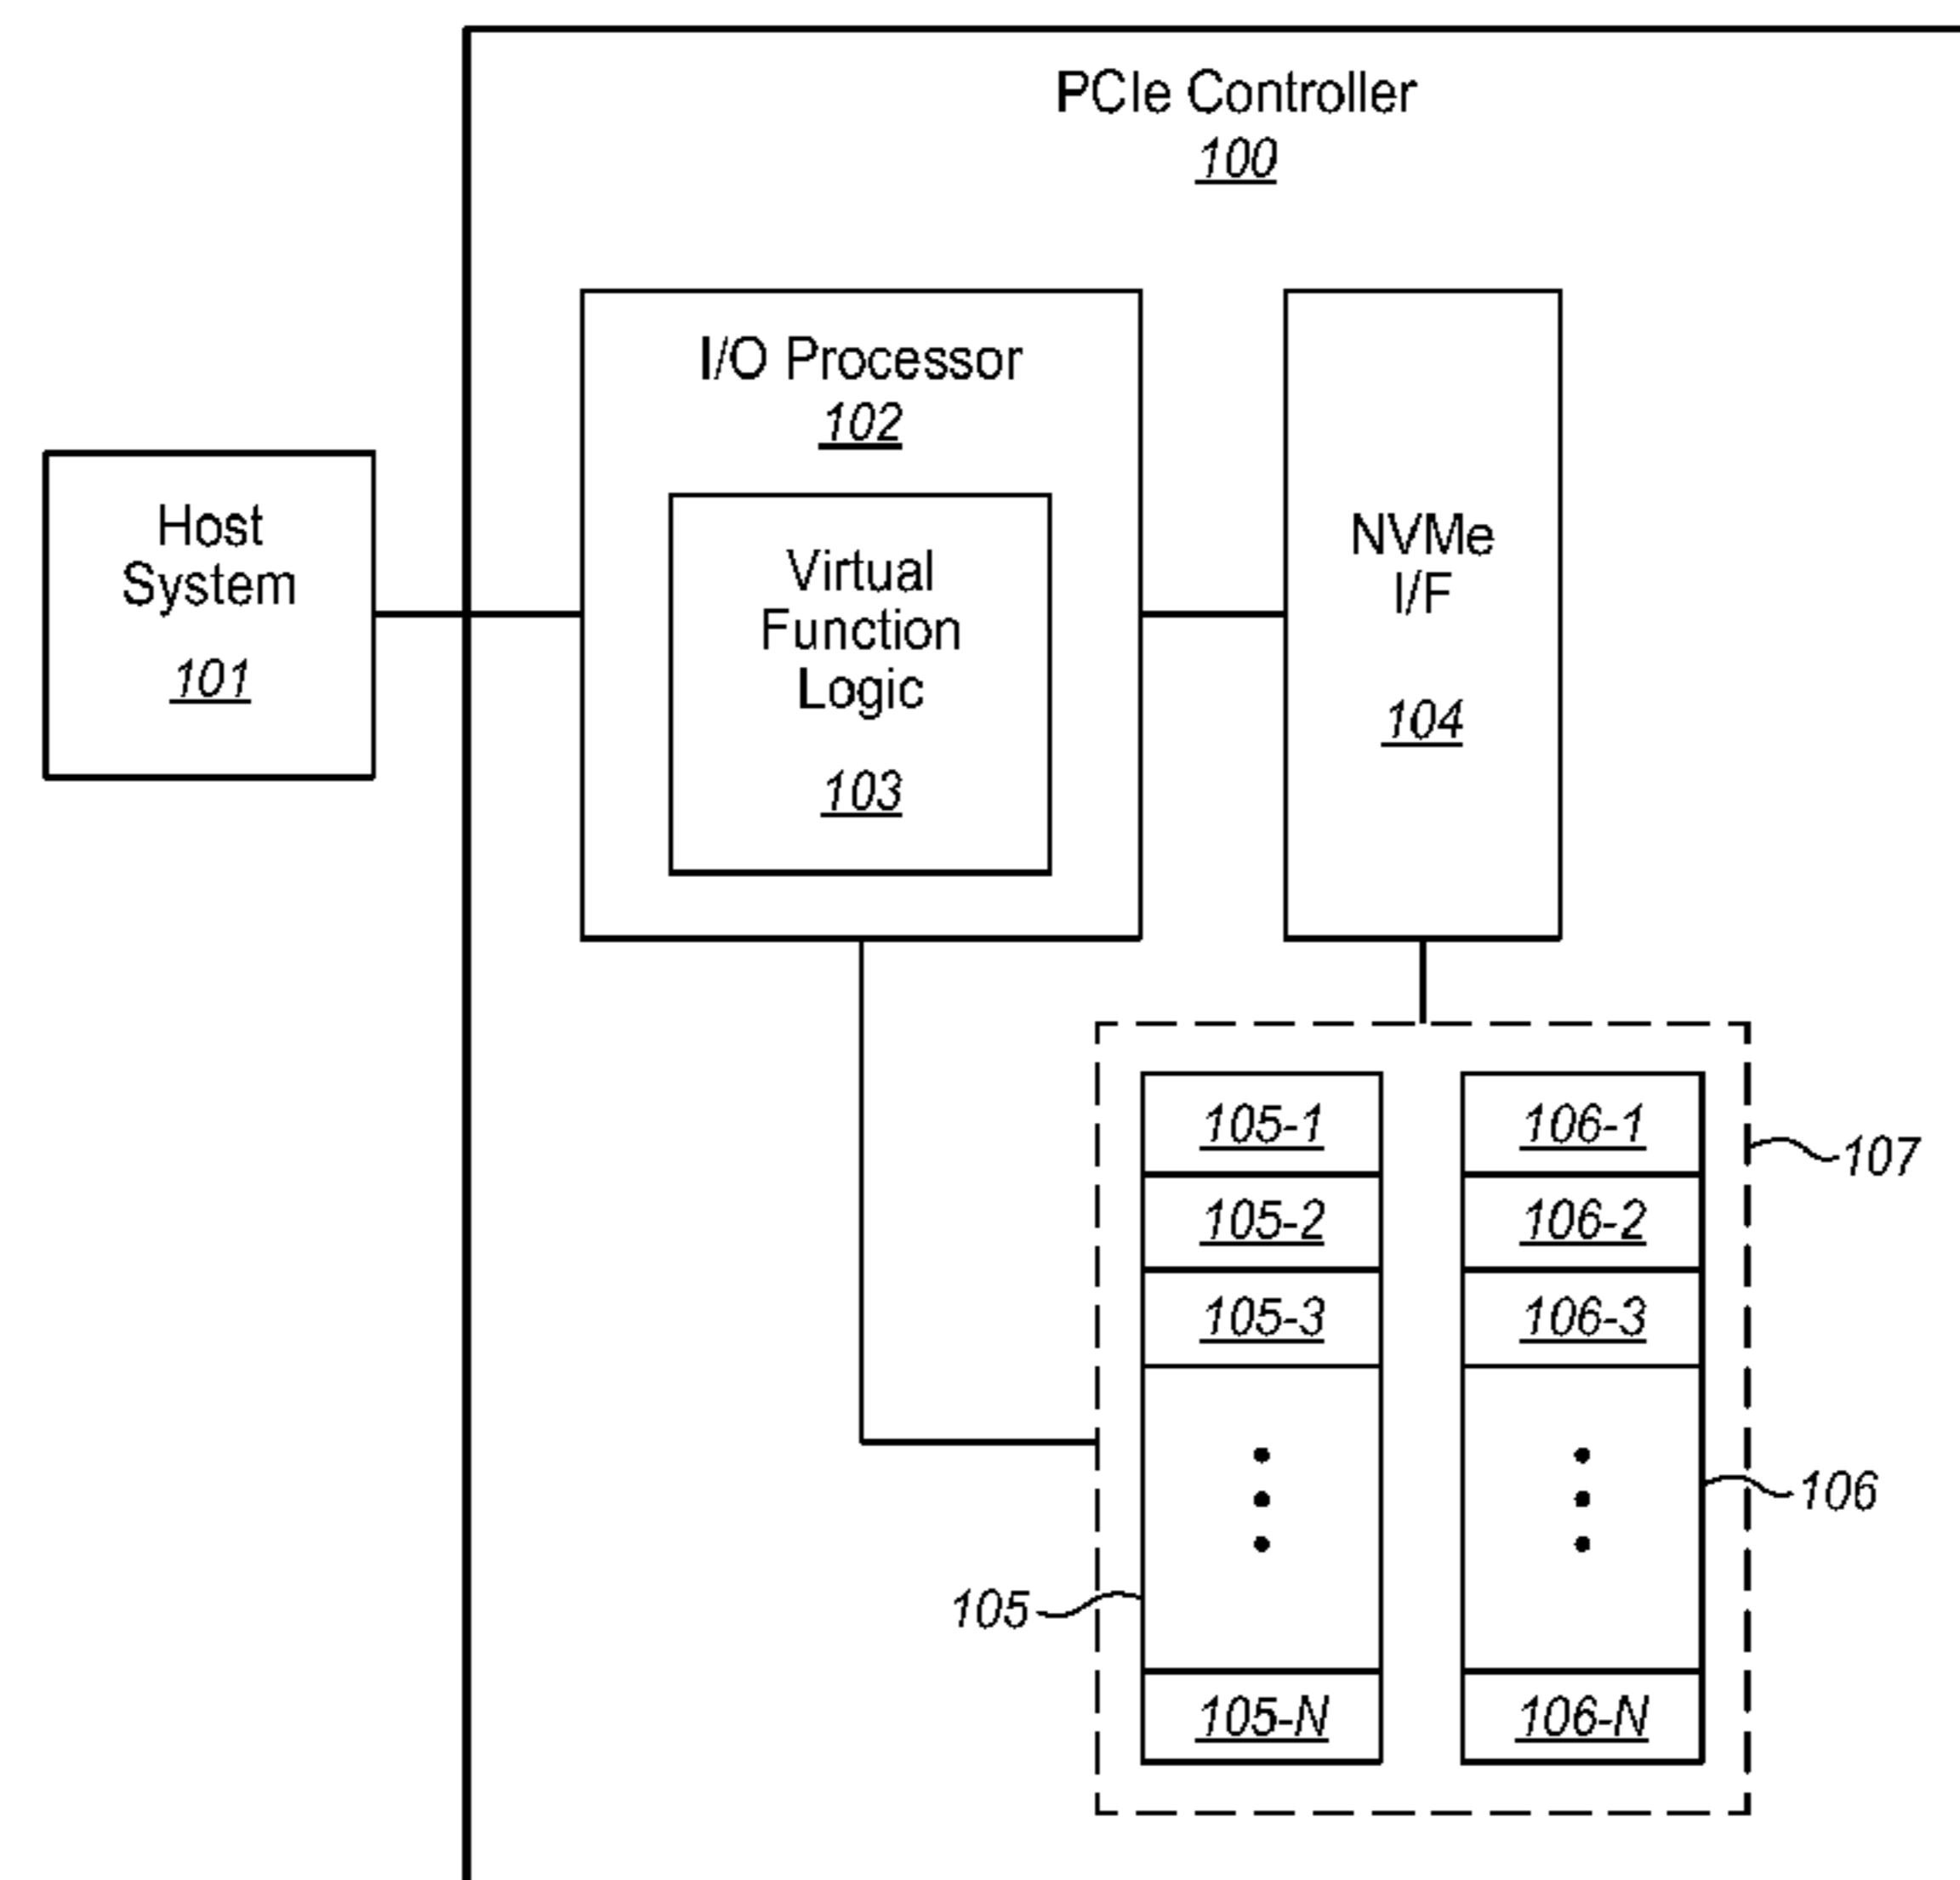 PCIe Controller
100
I/O Processor
102
Host
System
101
Virtual
Function
Logic
103
NVMe
I/F
104
105-1
106-1
107
105-2
106-2
105-3
106-3
106
105
105-N
106-N